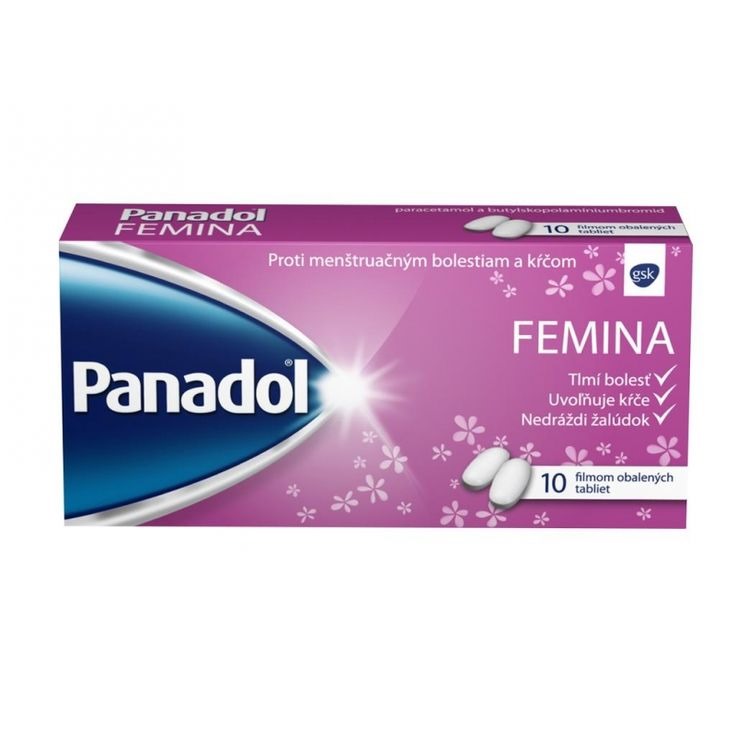 Panadol
FEMINA
paracetamol a butylskopolamíniumbromid
10 filmom obalených
tabliet
Proti menštruačným bolestiam a kŕčom
gsk
Panadol®
FEMINA
Tlmí bolesť
Uvoľňuje kŕče
Nedráždi žalúdok
10 filmom obalených
tabliet